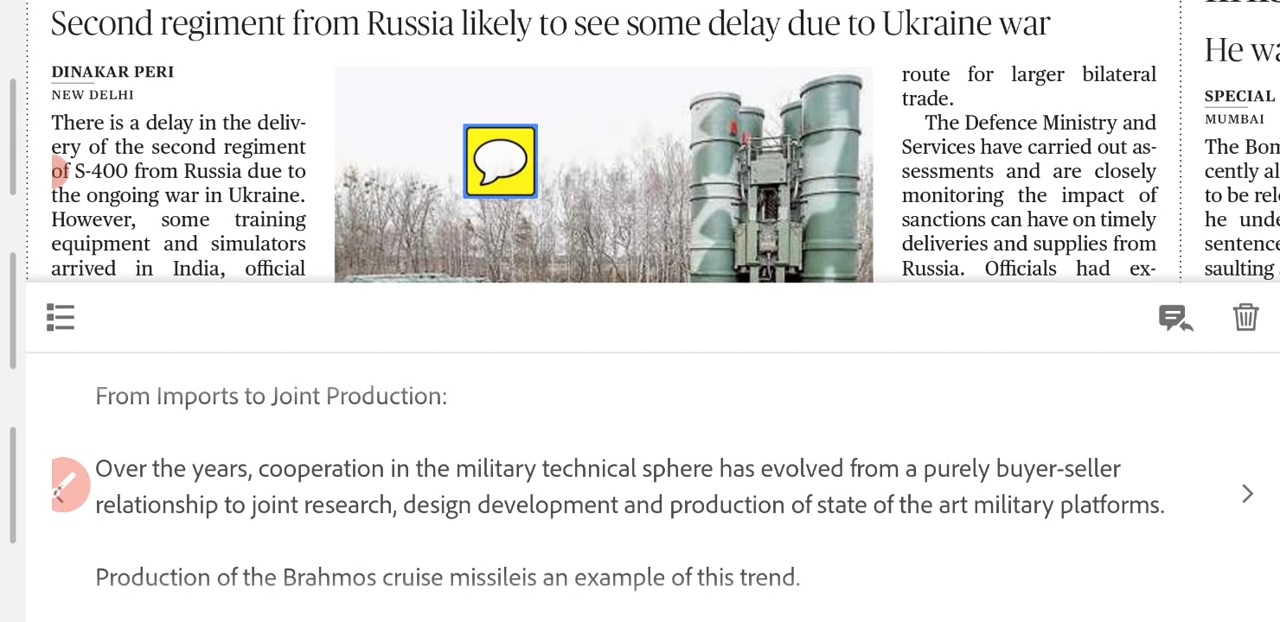 Second regiment from Russia likely to see some delay due to Ukraine war
DINAKAR PERI
NEW DELHI
There is a delay in the deliv-
ery of the second regiment
of S-400 from Russia due to
the ongoing war in Ukraine.
However, some training
equipment and simulators
arrived in India, official
route for larger bilateral
trade.
The Defence Ministry and
Services have carried out as-
sessments and are closely
monitoring the impact of
sanctions can have on timely
deliveries and supplies from
Russia. Officials had ex-
He wa
SPECIAL
MUMBAI
The Bom
cently al
to be rel
he unde
sentence
saulting
From Imports to Joint Production:
Over the years, cooperation in the military technical sphere has evolved from a purely buyer-seller
relationship to joint research, design development and production of state of the art military platforms.
Production of the Brahmos cruise missileis an example of this trend.